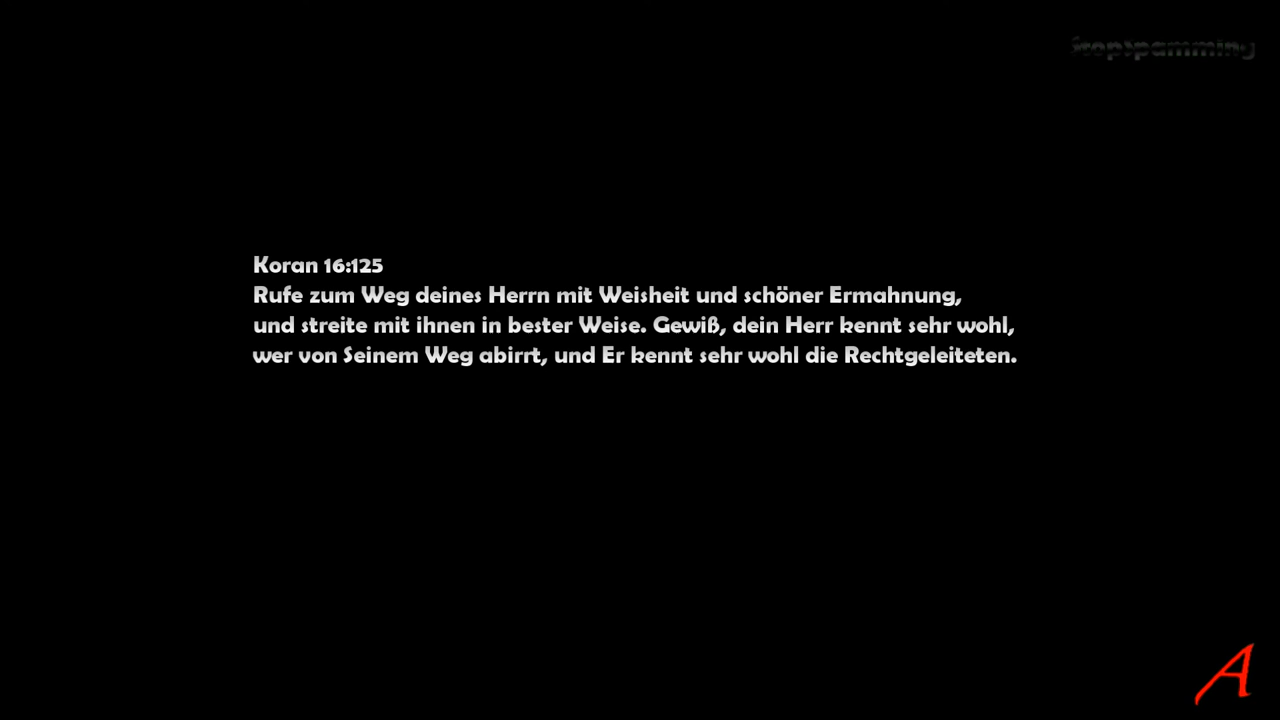 Koran 16:125
Rufe zum Weg deines Herrn mit Weisheit und schöner Ermahnung,
und streite mit ihnen in bester Weise. Gewiß, dein Herr kennt sehr wohl,
wer von Seinem Weg abirrt, und Er kennt sehr wohl die Rechtgeleiteten.
A